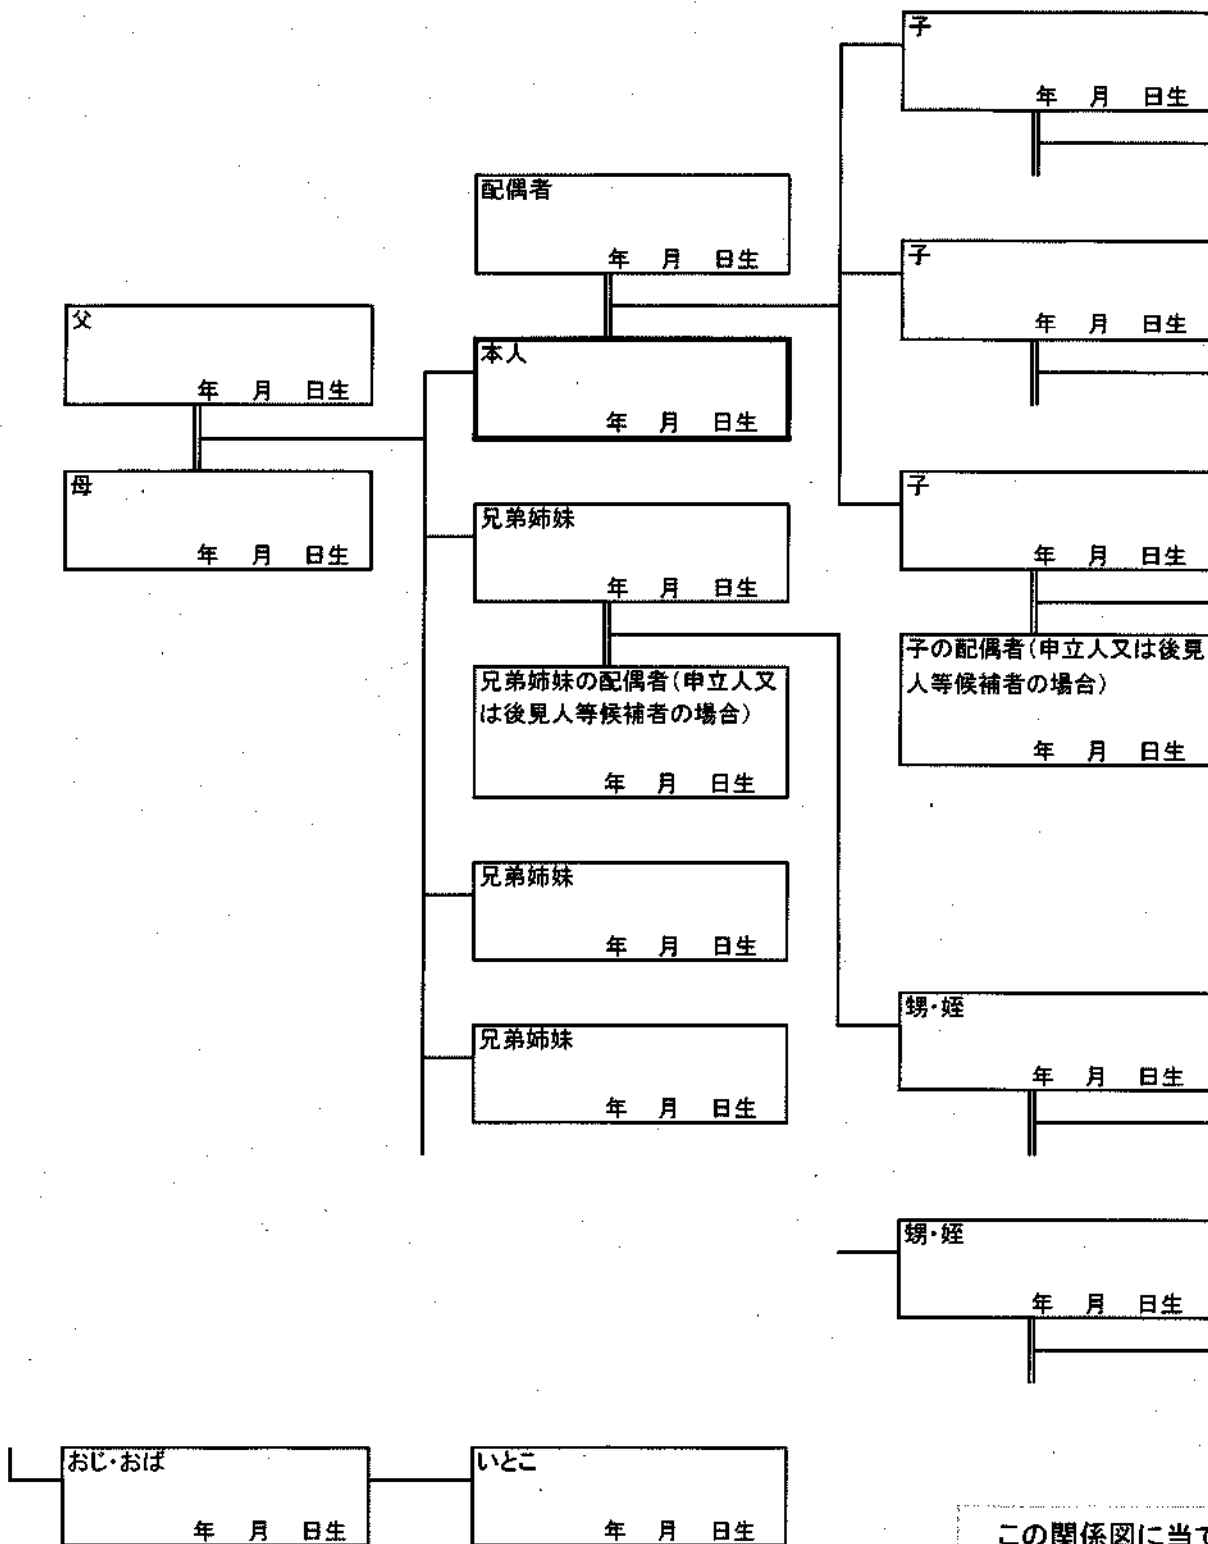 子
年 月 日生
配偶者
年 月 日生
子
年 月 日生
父
年 月 日生
本人
年 月 日生
母
年 月 日生
兄弟姉妹
年 月 日生
子
年 月 日生
兄弟姉妹の配偶者(申立人又
は後見人等候補者の場合)
年 月 日生
子の配偶者(申立人又は後見
人等候補者の場合)
年 月 日生
兄弟姉妹
年 月 日生
兄弟姉妹
年 月 日生
甥・姪
年 月 日生
甥・姪
年 月 日生
おじ・おば
年 月 日生
いとこ
年 月 日生
この関係図に当て